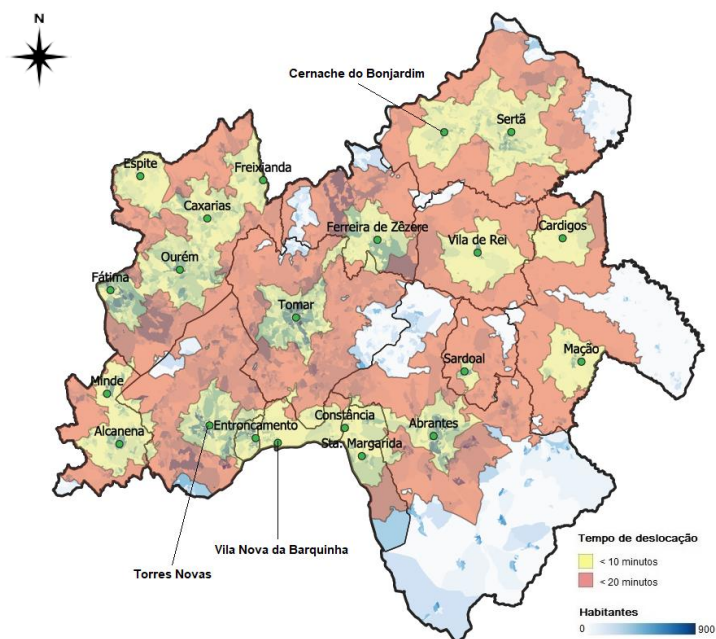 N
Cernache do Bonjardim
Sertã
Espite
Freixianda
Caxarias
Ferreira de Zêzere
Vila de Rei
Cardigos
Ourém
Fátima
Tomar
Sardoal
Mação
Minde
Alcanena
Entroncamento
Constância
Abrantes
Sta. Margarida
Vila Nova da Barquinha
Torres Novas
Tempo de deslocação
< 10 minutos
< 20 minutos
Habitantes
0 900